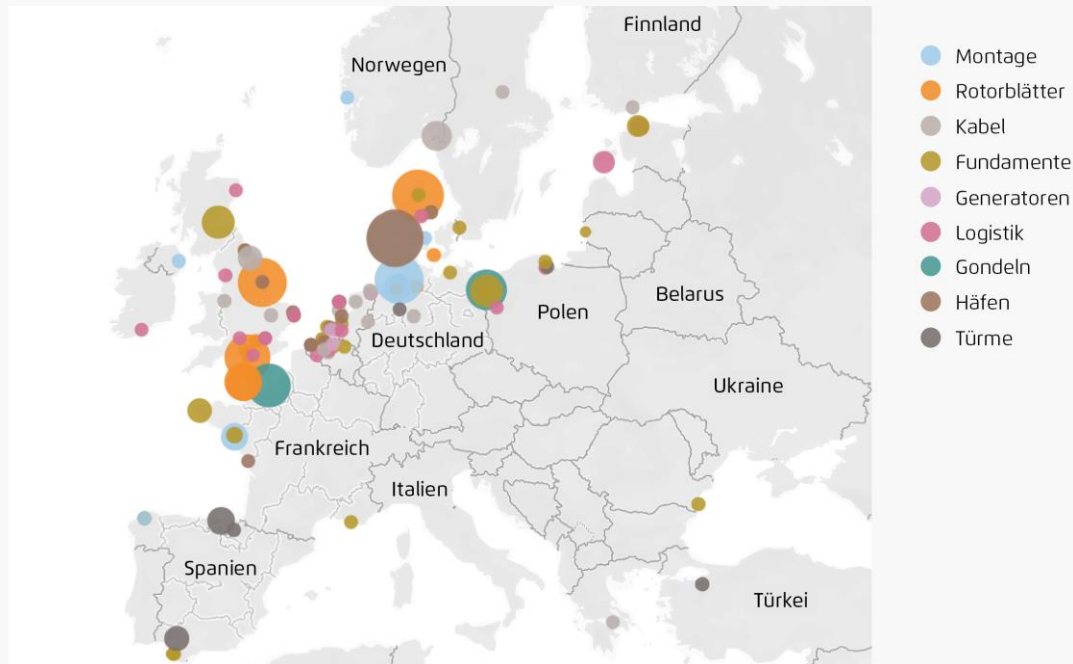 Finnland
Norwegen
Belarus
Polen
Deutschland
Ukraine
Frankreich
Italien
Spanien
Türkei
Montage
Rotorblätter
Kabel
Fundamente
Generatoren
Logistik
Gondeln
Häfen
Türme